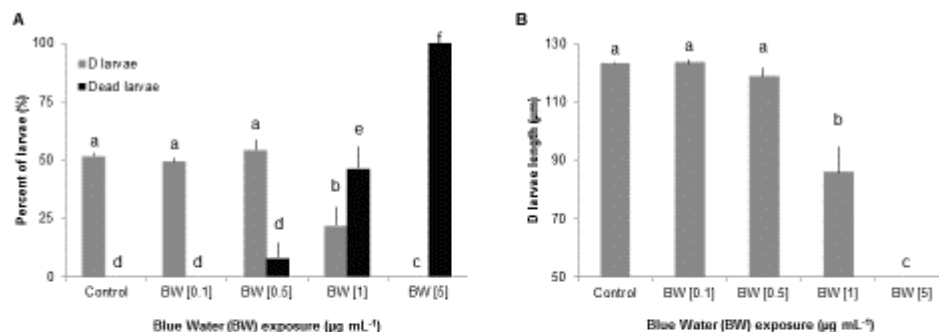 A
Percent of larvae (%)
100
75
50
25
0
D larvae
Dead larvae
a
d
a
d
a
d
b
e
c
f
Control
BW [0.1]
BW [0.5]
BW [1]
BW [5]
Blue Water (BW) exposure (µg mL⁻¹)
B
D larvae length (µm)
130
110
90
70
50
a
a
a
b
c
Control
BW [0.1]
BW [0.5]
BW [1]
BW [5]
Blue Water (BW) exposure (µg mL⁻¹)